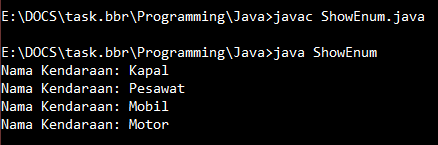 E:\DOCS\task.bbr\Programming\Java>javac ShowEnum.java
E:\DOCS\task.bbr\Programming\Java>java ShowEnum
Nama Kendaraan: Kapal
Nama Kendaraan: Pesawat
Nama Kendaraan: Mobil
Nama Kendaraan: Motor